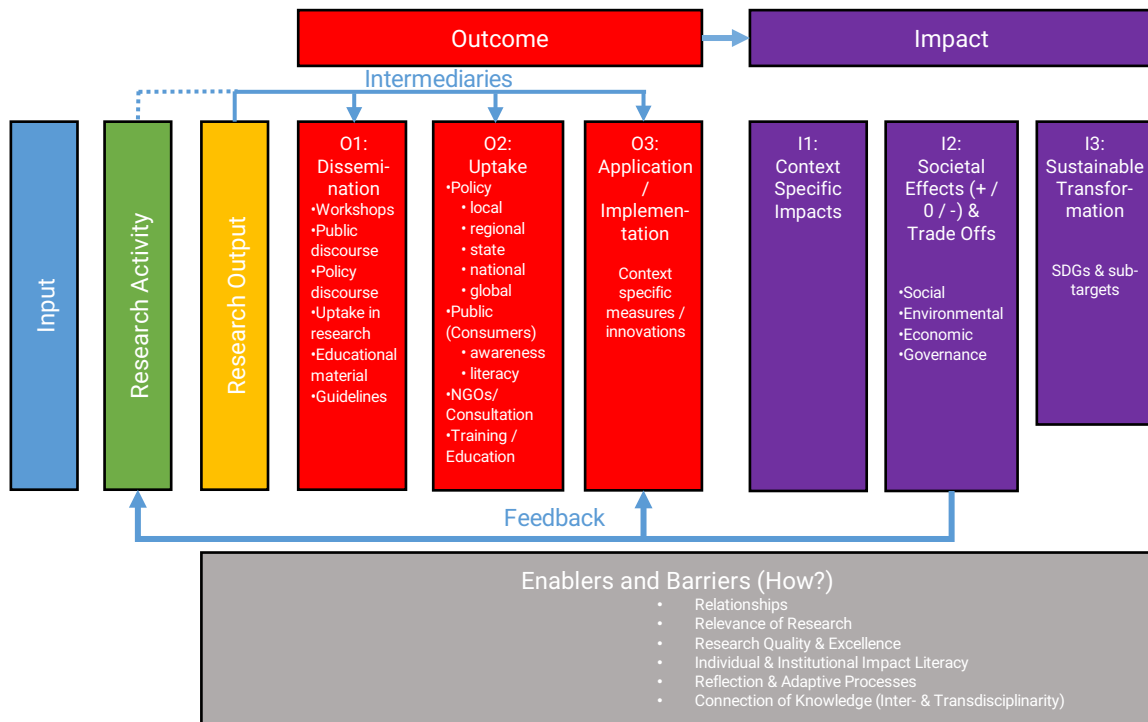 Outcome
Impact
Intermediaries
Input
Research Activity
Research Output
O1:
Dissemi-
nation
•Workshops
•Public
discourse
•Policy
discourse
•Uptake in
research
•Educational
material
•Guidelines
O2:
Uptake
•Policy
• local
• regional
• state
• national
• global
•Public
(Consumers)
• awareness
• literacy
•NGOs/
Consultation
•Training /
Education
O3:
Application
/
Implemen-
tation
Context
specific
measures /
innovations
I1:
Context
Specific
Impacts
I2:
Societal
Effects (+ /
0 / -) &
Trade Offs
•Social
•Environmental
•Economic
•Governance
I3:
Sustainable
Transfor-
mation
SDGs & sub-
targets
Feedback
Enablers and Barriers (How?)
• Relationships
• Relevance of Research
• Research Quality & Excellence
• Individual & Institutional Impact Literacy
• Reflection & Adaptive Processes
• Connection of Knowledge (Inter- & Transdisciplinarity)